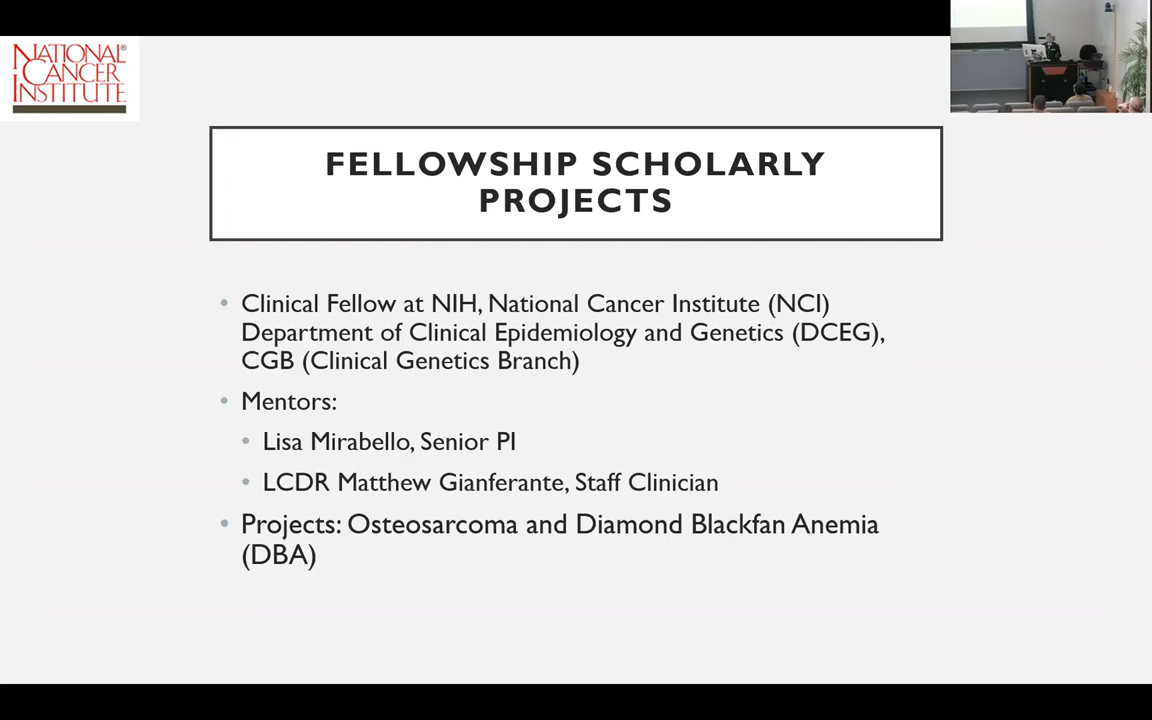 NATIONAL®
CANCER
INSTITUTE
FELLOWSHIP SCHOLARLY
PROJECTS
• Clinical Fellow at NIH, National Cancer Institute (NCI)
Department of Clinical Epidemiology and Genetics (DCEG),
CGB (Clinical Genetics Branch)
• Mentors:
• Lisa Mirabello, Senior PI
• LCDR Matthew Gianferante, Staff Clinician
• Projects: Osteosarcoma and Diamond Blackfan Anemia
(DBA)